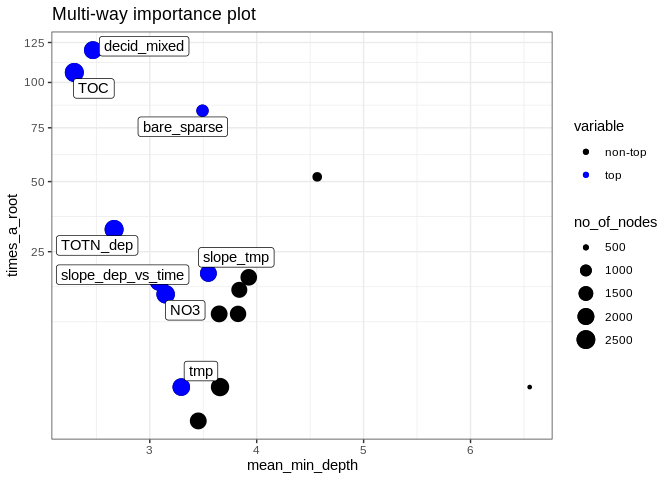 Multi-way importance plot
times_a_root
125
100
75
50
25
decid_mixed
TOC
bare_sparse
TOTN_dep
slope_tmp
slope_dep_vs_time
NO3
tmp
3
4
5
6
mean_min_depth
variable
non-top
top
no_of_nodes
500
1000
1500
2000
2500